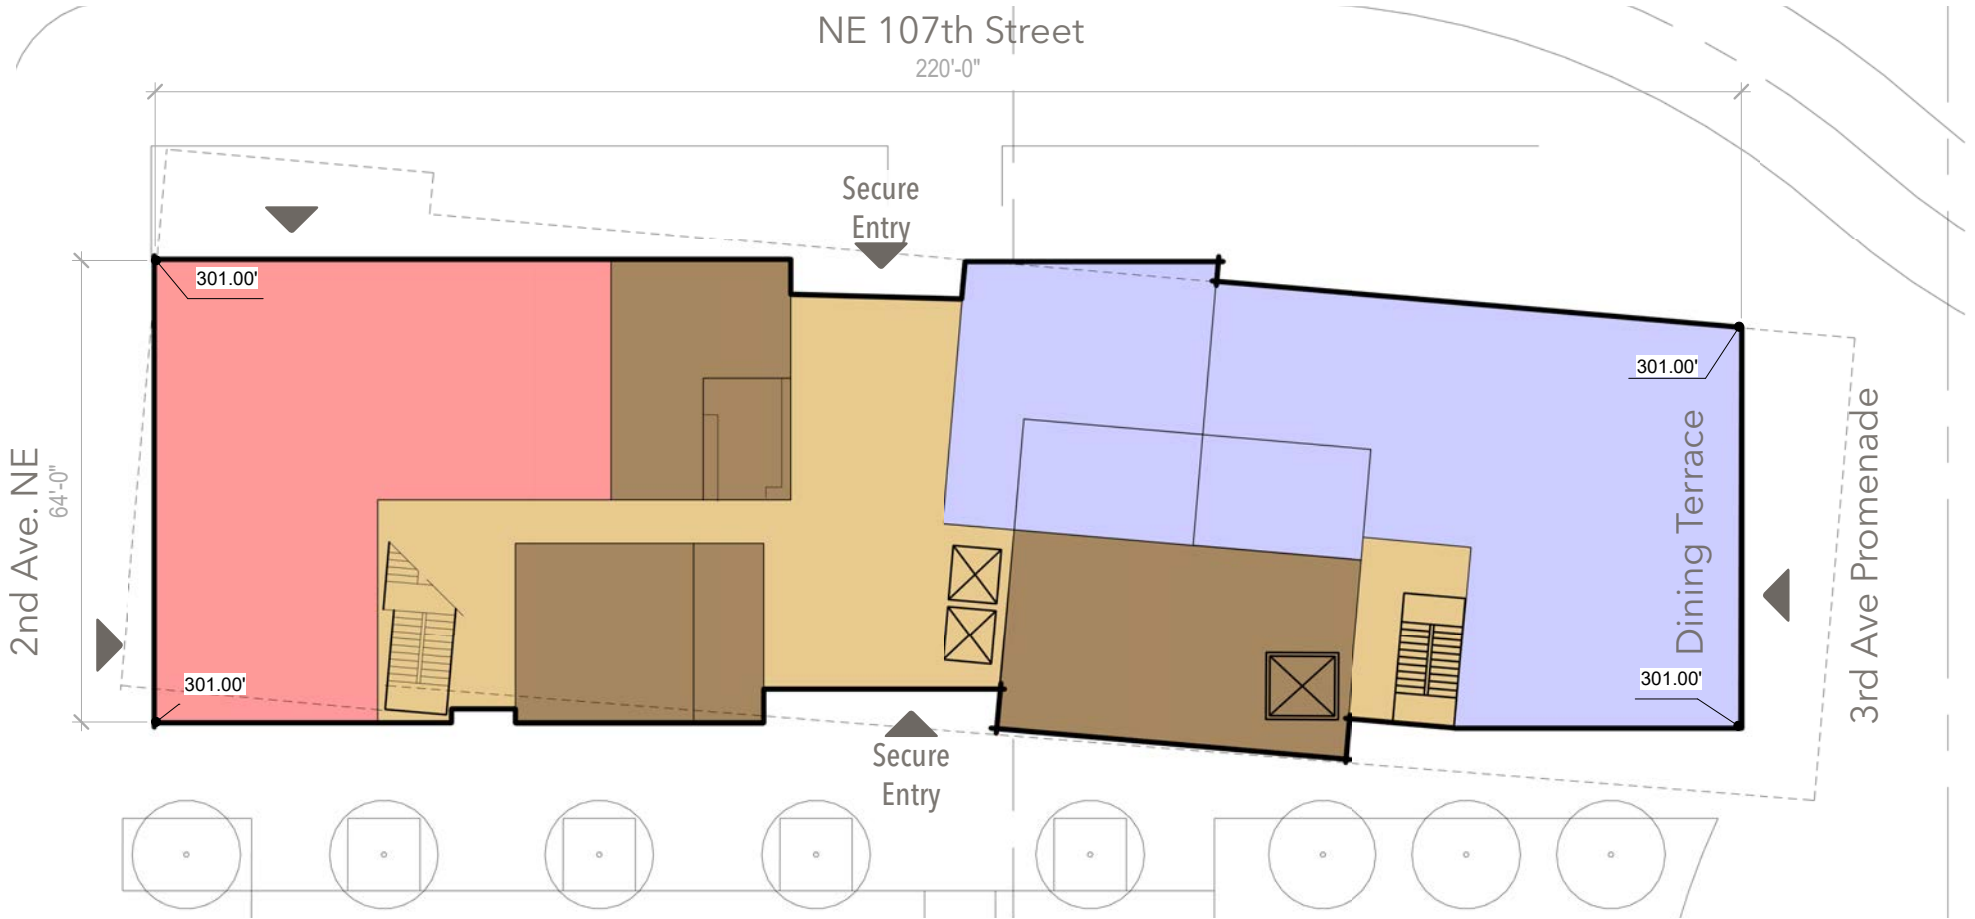 NE 107th Street
220'-0"
Secure
Entry
301.00'
301.00'
2nd Ave. NE
64'-0"
Dining Terrace
3rd Ave Promenade
301.00'
301.00'
Secure
Entry